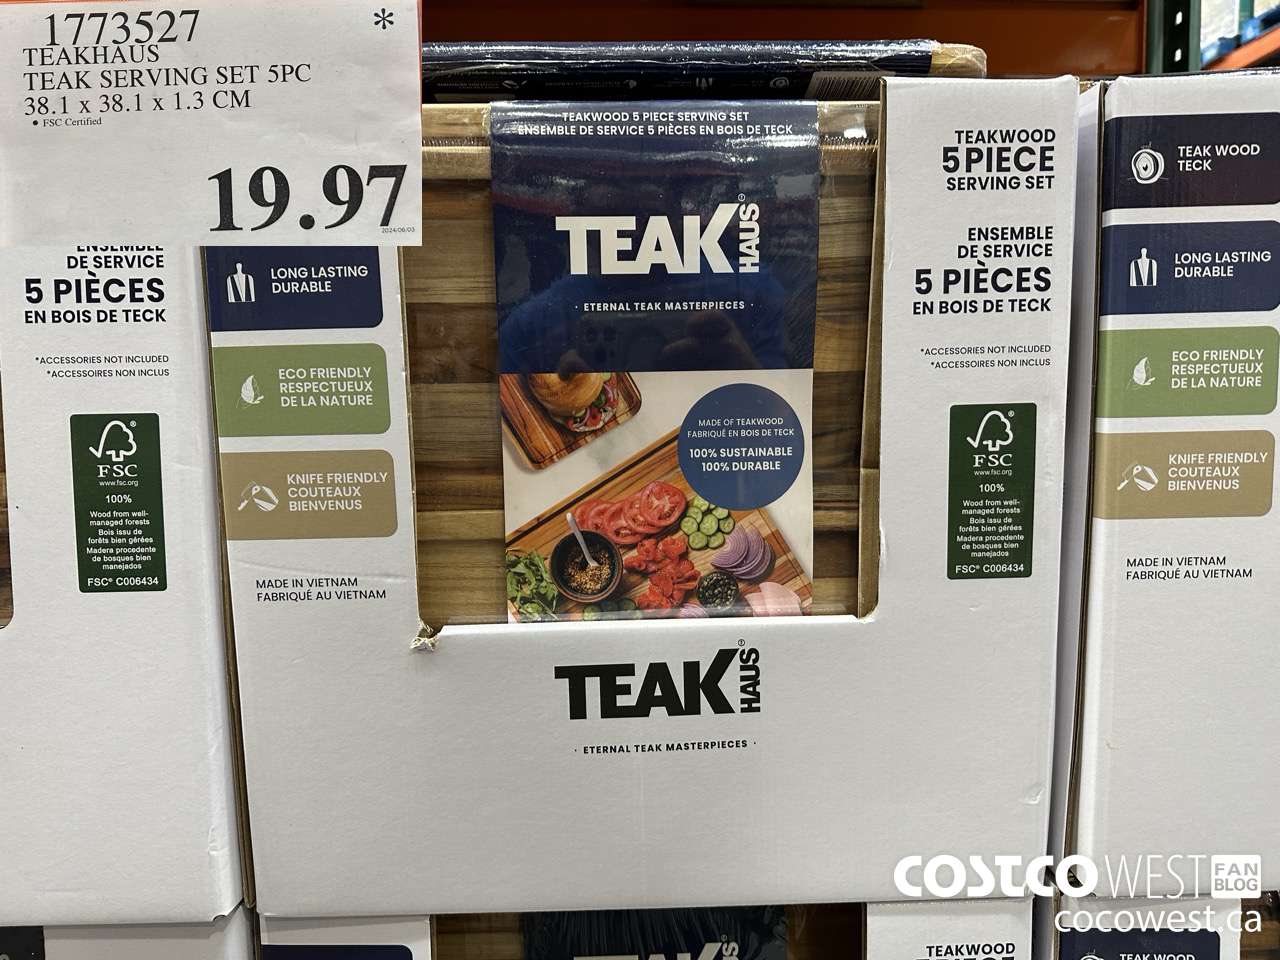 1773527 *
TEAKHAUS
TEAK SERVING SET 5PC
38.1 x 38.1 x 1.3 CM
• FSC Certified
19.97
2024/06/03
ENSEMBLE
DE SERVICE
5 PIÈCES
EN BOIS DE TECK
*ACCESSORIES NOT INCLUDED
*ACCESSOIRES NON INCLUS
FSC®
www.fsc.org
100%
Wood from well-
managed forests
Bois issu de
forêts bien gérées
Madera procedente
de bosques bien
manejados
FSC® C006434
LONG LASTING
DURABLE
ECO FRIENDLY
RESPECTUEUX
DE LA NATURE
KNIFE FRIENDLY
COUTEAUX
BIENVENUS
MADE IN VIETNAM
FABRIQUÉ AU VIETNAM
TEAKWOOD 5 PIECE SERVING SET
ENSEMBLE DE SERVICE 5 PIÈCES EN BOIS DE TECK
TEAK HAUS®
· ETERNAL TEAK MASTERPIECES ·
MADE OF TEAKWOOD
FABRIQUÉ EN BOIS DE TECK
100% SUSTAINABLE
100% DURABLE
TEAK HAUS®
· ETERNAL TEAK MASTERPIECES ·
TEAKWOOD
5 PIECE
SERVING SET
ENSEMBLE
DE SERVICE
5 PIÈCES
EN BOIS DE TECK
*ACCESSORIES NOT INCLUDED
*ACCESSOIRES NON INCLUS
FSC®
www.fsc.org
100%
Wood from well-
managed forests
Bois issu de
forêts bien gérées
Madera procedente
de bosques bien
manejados
FSC® C006434
TEAK WOOD
TECK
LONG LASTING
DURABLE
ECO FRIENDLY
RESPECTUEUX
DE LA NATURE
KNIFE FRIENDLY
COUTEAUX
BIENVENUS
MADE IN VIETNAM
FABRIQUÉ AU VIETNAM
COSTCO WEST FAN BLOG
cocowest.ca
TEAK HAUS
TEAKWOOD
5 PIECE
TEAK WOOD